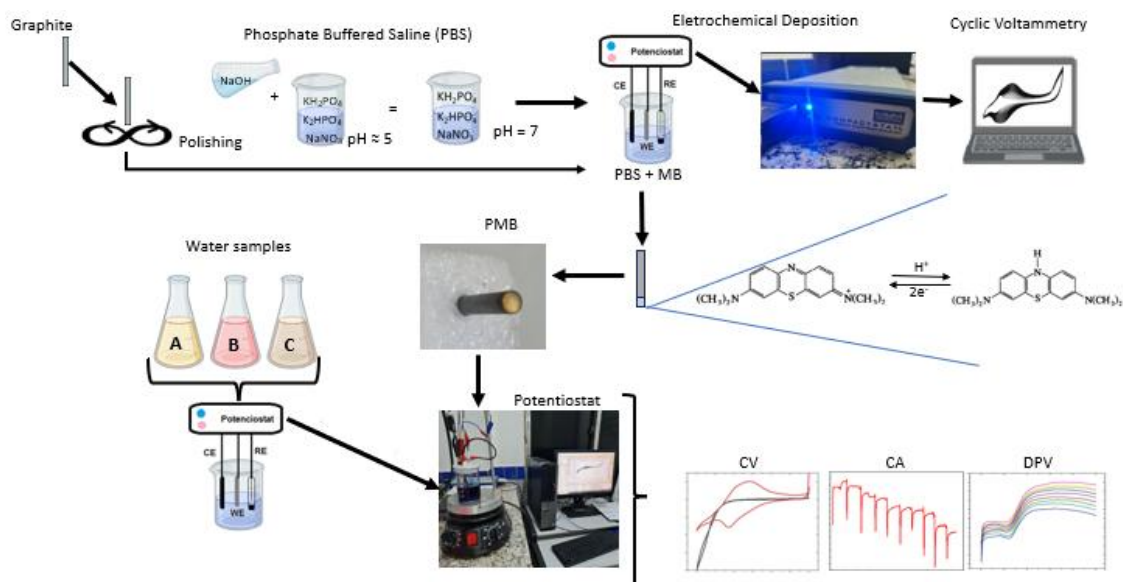 Graphite
Polishing
Phosphate Buffered Saline (PBS)
NaOH
+
KH₂PO₄
K₂HPO₄
NaNO₃
pH ≈ 5
=
KH₂PO₄
K₂HPO₄
NaNO₃
pH = 7
Eletrochemical Deposition
Potenciostat
CE
RE
WE
PBS + MB
Cyclic Voltammetry
PMB
N
S
(CH₃)₂N
N⁺(CH₃)₂
H⁺
2e⁻
H
N
S
(CH₃)₂N
N(CH₃)₂
Water samples
A
B
C
Potenciostat
CE
RE
WE
Potentiostat
CV
CA
DPV